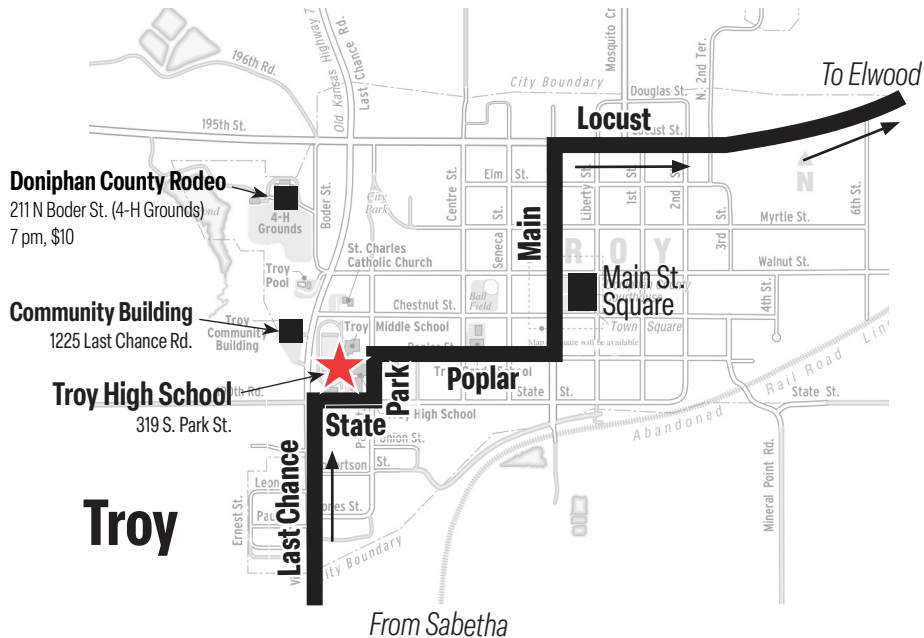 196th Rd.
Old Kansas Highway 7
Last Chance Rd.
Mosquito Cr
N. 2nd Ter.
City Boundary
Douglas St.
To Elwood
Locust
195th St.
Locust St.
Doniphan County Rodeo
211 N Boder St. (4-H Grounds)
7 pm, $10
4-H
Grounds
Boder St.
City
Park
Centre St.
Elm St.
Seneca St.
Main
Liberty St.
1st St.
2nd St.
3rd St.
N
6th St.
Myrtle St.
Walnut St.
4th St.
R O Y
St. Charles
Catholic Church
Troy
Pool
Chestnut St.
Ball
Field
Main St.
Square
Town Square
Community Building
1225 Last Chance Rd.
Troy
Community
Building
Troy Middle School
Poplar
Park
Troy High School
319 S. Park St.
State St.
State St.
State
High School
Union St.
Abandoned Rail Road Line
Mineral Point Rd.
Leon
Ernest St.
Last Chance
City Boundary
Troy
From Sabetha